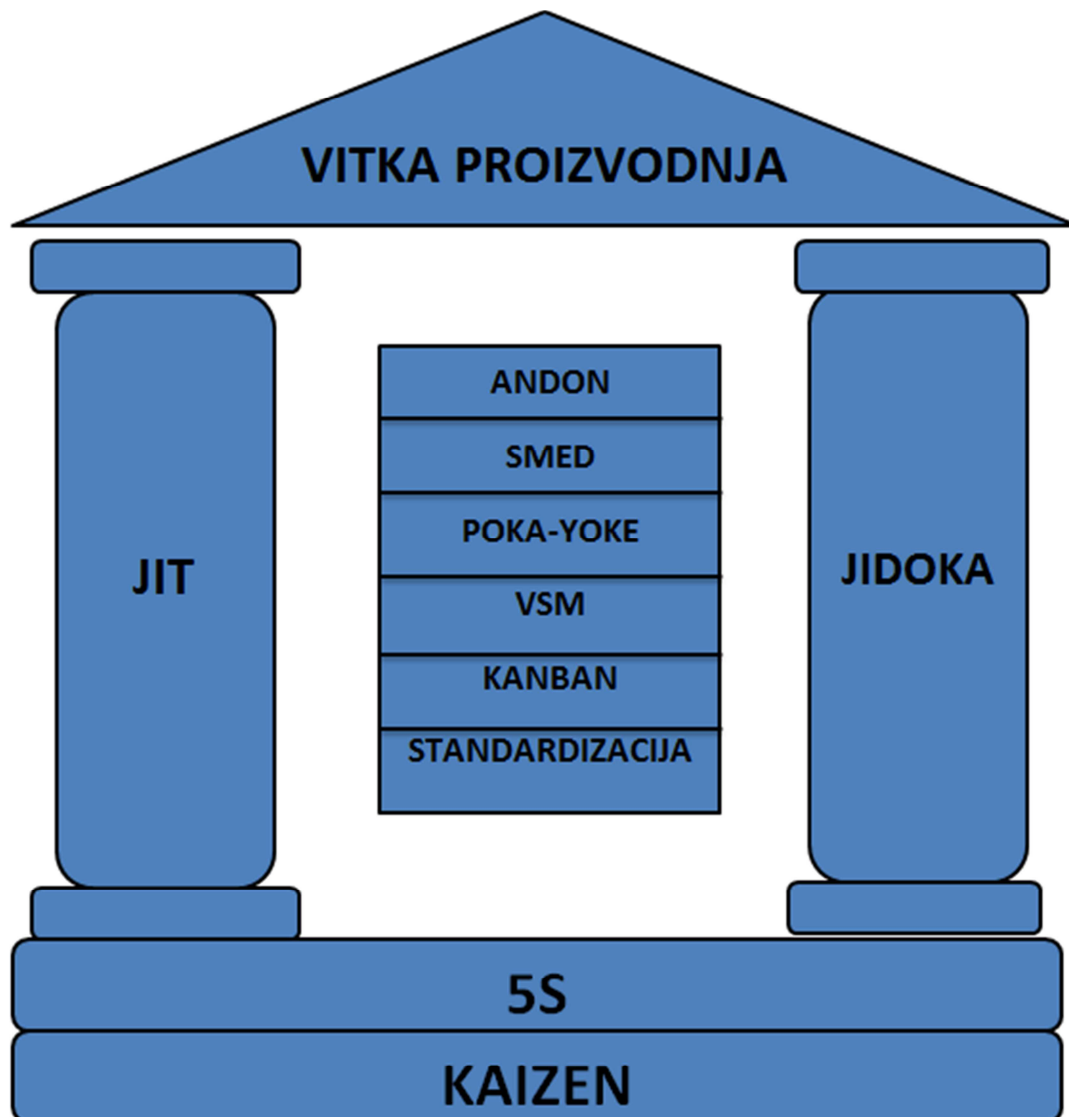 VITKA PROIZVODNJA
JIT
ANDON
SMED
POKA-YOKE
VSM
KANBAN
STANDARDIZACIJA
JIDOKA
5S
KAIZEN